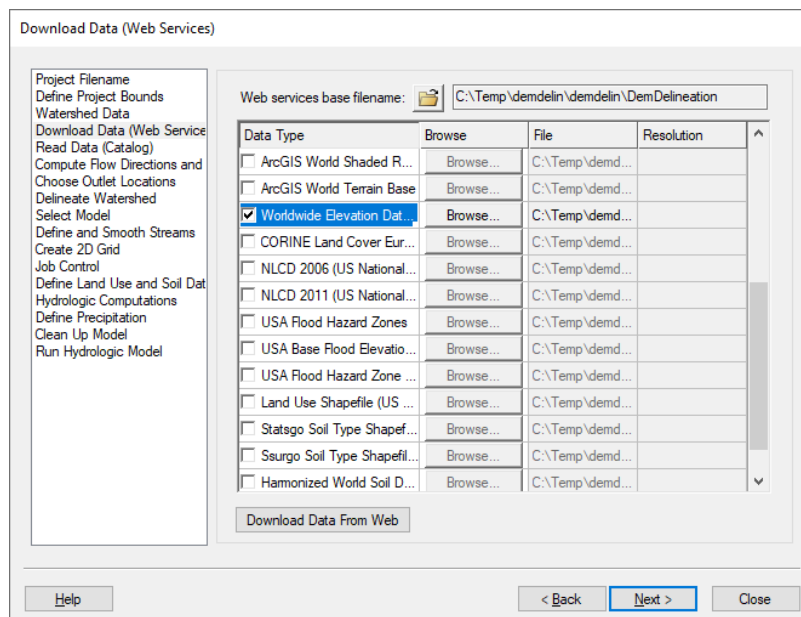 Download Data (Web Services)
Project Filename
Define Project Bounds
Watershed Data
Download Data (Web Service
Read Data (Catalog)
Compute Flow Directions and
Choose Outlet Locations
Delineate Watershed
Select Model
Define and Smooth Streams
Create 2D Grid
Job Control
Define Land Use and Soil Dat
Hydrologic Computations
Define Precipitation
Clean Up Model
Run Hydrologic Model
Web services base filename: C:\Temp\demdelin\demdelin\DemDelineation
Data Type Browse File Resolution
ArcGIS World Shaded R... Browse... C:\Temp\demd...
ArcGIS World Terrain Base Browse... C:\Temp\demd...
Worldwide Elevation Dat... Browse... C:\Temp\demd...
CORINE Land Cover Eur... Browse... C:\Temp\demd...
NLCD 2006 (US National... Browse... C:\Temp\demd...
NLCD 2011 (US National... Browse... C:\Temp\demd...
USA Flood Hazard Zones Browse... C:\Temp\demd...
USA Base Flood Elevatio... Browse... C:\Temp\demd...
USA Flood Hazard Zone ... Browse... C:\Temp\demd...
Land Use Shapefile (US ... Browse... C:\Temp\demd...
Statsgo Soil Type Shapef... Browse... C:\Temp\demd...
Ssurgo Soil Type Shapefil... Browse... C:\Temp\demd...
Harmonized World Soil D... Browse... C:\Temp\demd...
Download Data From Web
Help < Back Next > Close